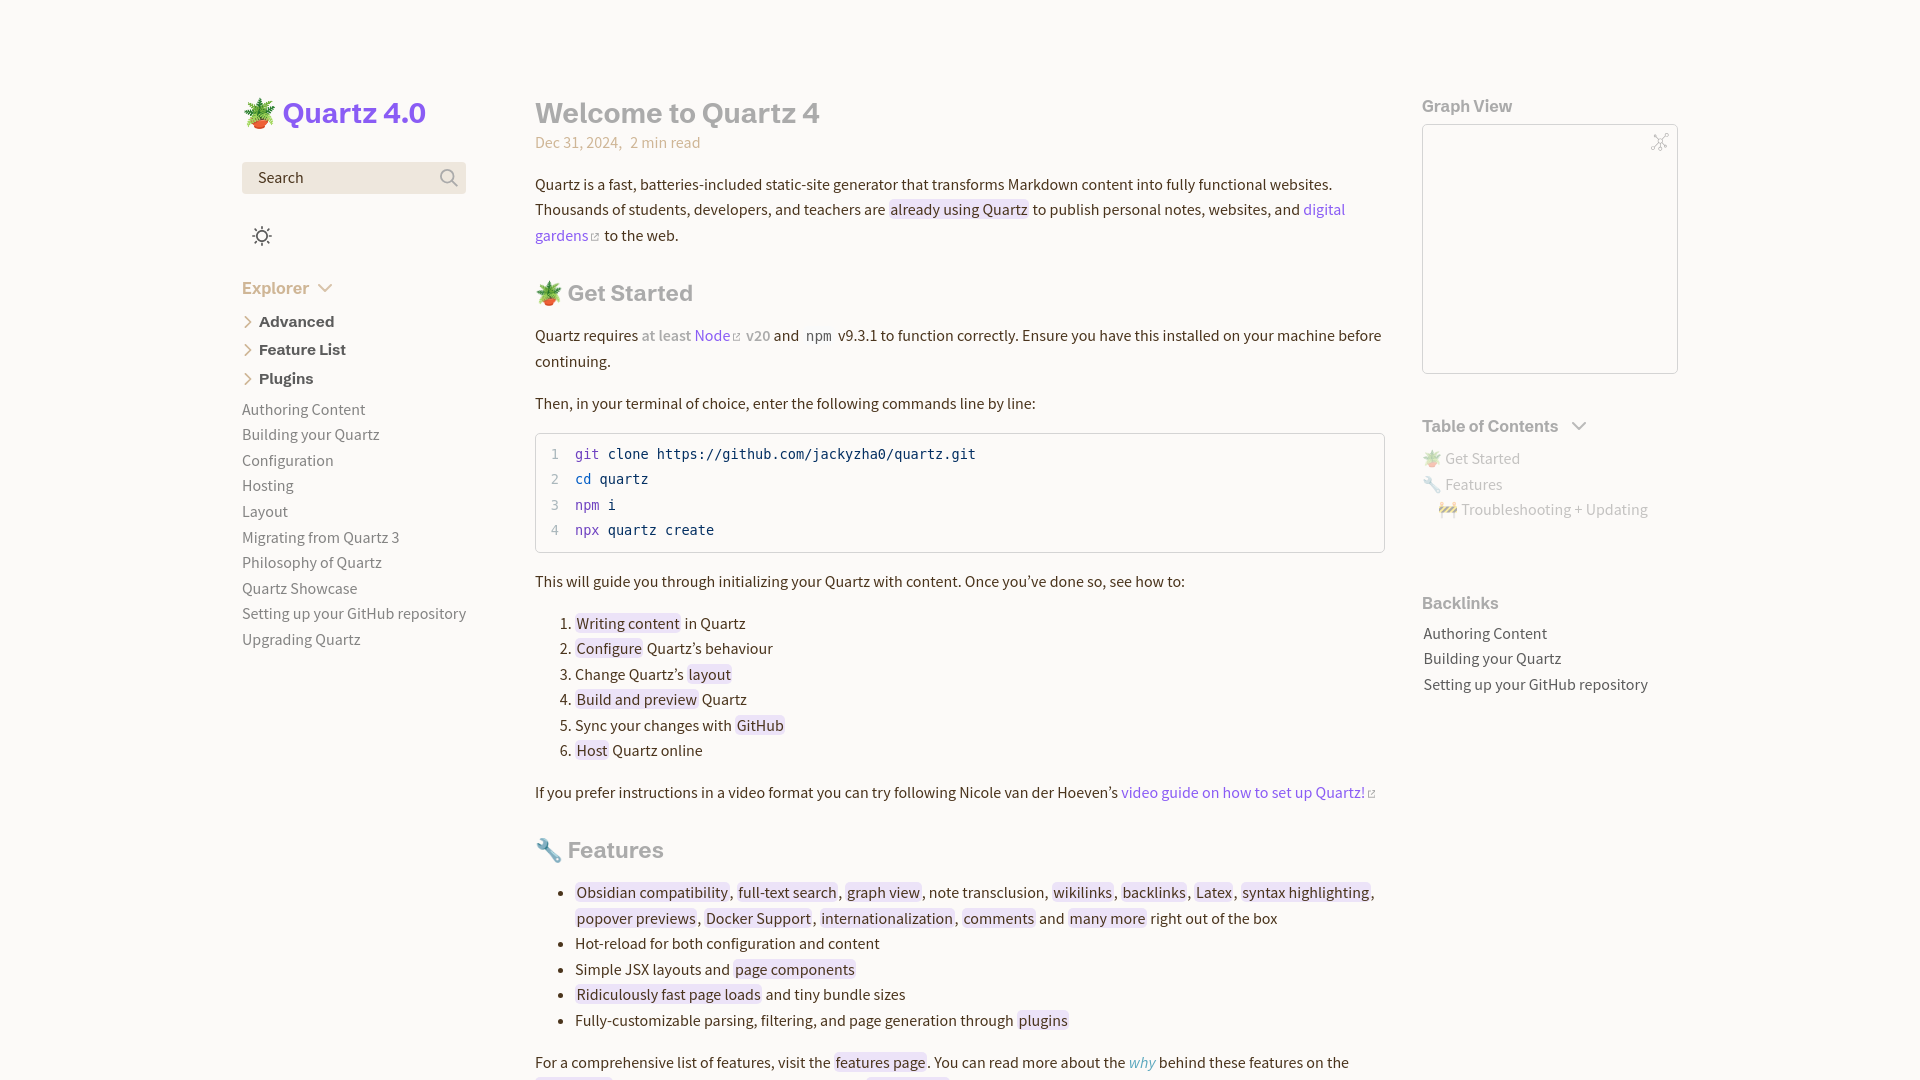 🪴 Quartz 4.0
Search
Explorer
Advanced
Feature List
Plugins
Authoring Content
Building your Quartz
Configuration
Hosting
Layout
Migrating from Quartz 3
Philosophy of Quartz
Quartz Showcase
Setting up your GitHub repository
Upgrading Quartz
Welcome to Quartz 4
Dec 31, 2024, 2 min read
Quartz is a fast, batteries-included static-site generator that transforms Markdown content into fully functional websites.
Thousands of students, developers, and teachers are already using Quartz to publish personal notes, websites, and digital
gardens to the web.
🪴 Get Started
Quartz requires at least Node v20 and npm v9.3.1 to function correctly. Ensure you have this installed on your machine before
continuing.
Then, in your terminal of choice, enter the following commands line by line:
1 git clone https://github.com/jackyzha0/quartz.git
2 cd quartz
3 npm i
4 npx quartz create
This will guide you through initializing your Quartz with content. Once you’ve done so, see how to:
1. Writing content in Quartz
2. Configure Quartz’s behaviour
3. Change Quartz’s layout
4. Build and preview Quartz
5. Sync your changes with GitHub
6. Host Quartz online
If you prefer instructions in a video format you can try following Nicole van der Hoeven’s video guide on how to set up Quartz!
🔧 Features
• Obsidian compatibility, full-text search, graph view, note transclusion, wikilinks, backlinks, Latex, syntax highlighting,
popover previews, Docker Support, internationalization, comments and many more right out of the box
• Hot-reload for both configuration and content
• Simple JSX layouts and page components
• Ridiculously fast page loads and tiny bundle sizes
• Fully-customizable parsing, filtering, and page generation through plugins
For a comprehensive list of features, visit the features page. You can read more about the why behind these features on the
Graph View
Table of Contents
🪴 Get Started
🔧 Features
🚧 Troubleshooting + Updating
Backlinks
Authoring Content
Building your Quartz
Setting up your GitHub repository